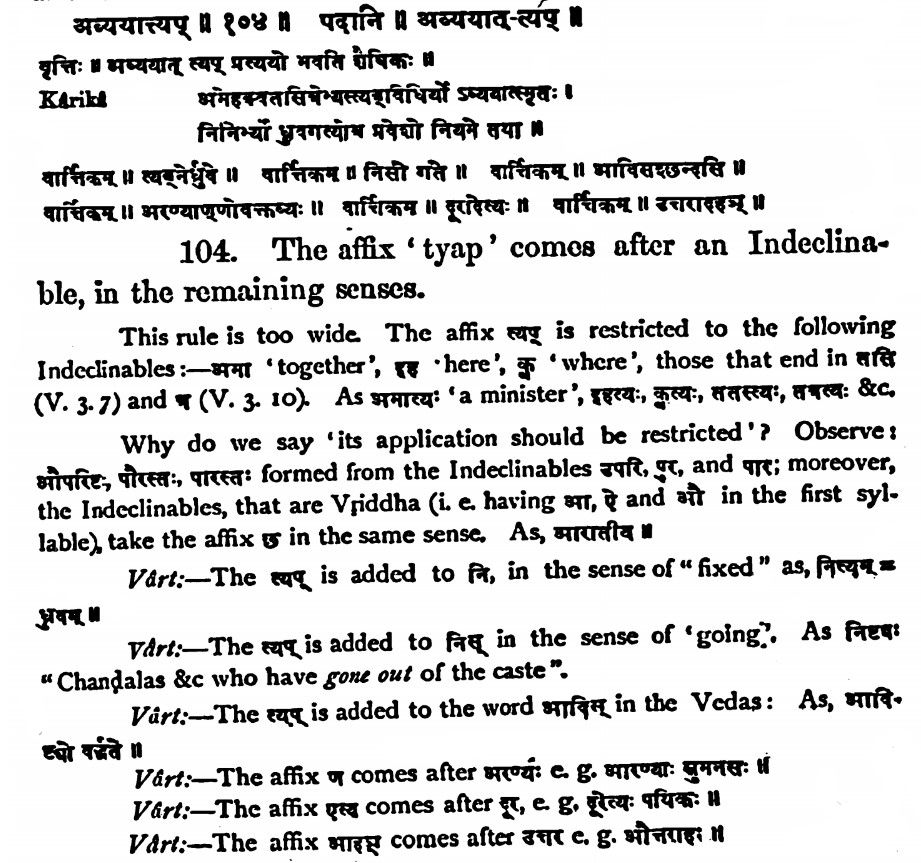 अव्ययात्त्यप् ॥ १०४ ॥ पदानि ॥ अव्ययात्-त्यप् ॥
वृत्तिः ॥ अव्ययात् त्यप् प्रत्ययो भवति शैषिकः ॥
Kârikâ अमेहक्वतसित्रेभ्यस्त्यब्विधिर्यो ऽव्ययात्स्मृतः ।
निनिर्भ्यां ध्रुवगत्योश्च प्रवेशो नियमे तथा ॥
वार्त्तिकम् ॥ त्यब्नेर्ध्रुवे ॥ वार्त्तिकम् ॥ निसो गते ॥ वार्त्तिकम् ॥ आविसश्छन्दसि ॥
वार्त्तिकम् ॥ अरण्याण्णोवक्तव्यः ॥ वार्त्तिकम ॥ दूरादेत्यः ॥ वार्त्तिकम् ॥ उत्तरादाहञ् ॥
104. The affix 'tyap' comes after an Indeclina-
ble, in the remaining senses.
This rule is too wide. The affix त्यप् is restricted to the following
Indeclinables:—अमा 'together', इह 'here', क्व 'where', those that end in तसि
(V. 3. 7) and त्र (V. 3. 10). As अमात्यः 'a minister', इहत्यः, क्वत्यः, ततस्त्यः, तत्रत्यः &c.
Why do we say 'its application should be restricted'? Observe:
औपरिष्टः, पौरस्तः, पारस्तः formed from the Indeclinables उपरि, पुर, and पार; moreover,
the Indeclinables, that are Vṛiddha (i. e. having आ, ऐ and औ in the first syl-
lable), take the affix छ in the same sense. As, आरातीय ॥
Vârt:—The त्यप् is added to नि, in the sense of "fixed" as, नित्यम् =
ध्रुवम् ॥
Vârt:—The त्यप् is added to निस् in the sense of 'going'. As निष्टयः
"Chanḍalas &c who have gone out of the caste".
Vârt:—The त्यप् is added to the word आविस् in the Vedas: As, आवि-
ष्ट्यो वर्द्धते ॥
Vârt:—The affix ण comes after अरण्यः e. g. आरण्याः सुमनसः ॥
Vârt:—The affix एत्य comes after दूर, e. g, दूरेत्यः पथिकः ॥
Vârt:—The affix आहञ् comes after उत्तर e. g. औत्तराहः ॥